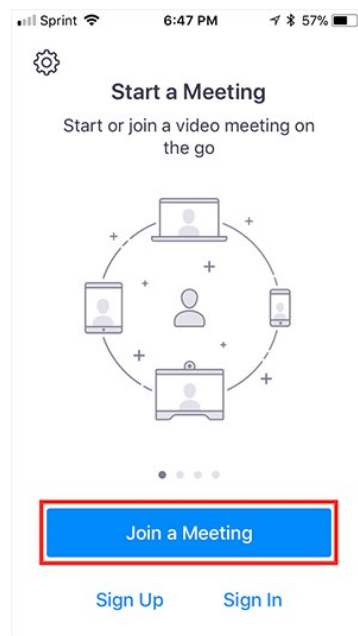 Sprint 6:47 PM 57%
Start a Meeting
Start or join a video meeting on
the go
Join a Meeting
Sign Up Sign In